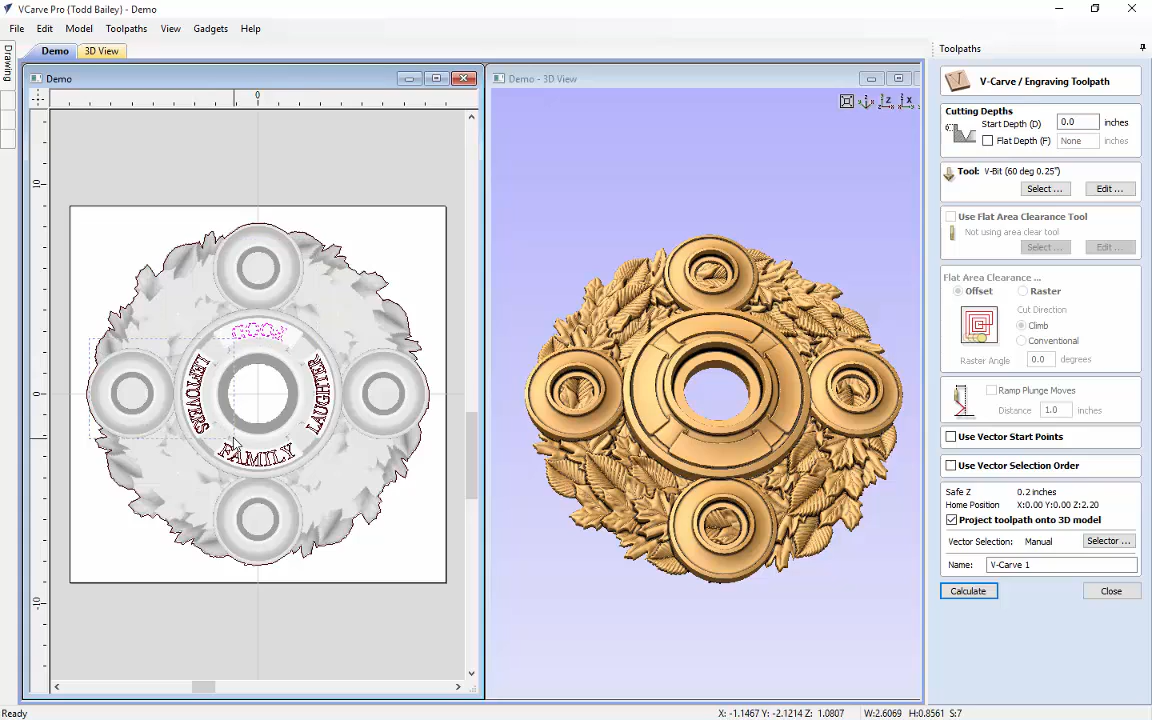 VCarve Pro {Todd Bailey} - Demo
File Edit Model Toolpaths View Gadgets Help
Drawing
Demo 3D View
Demo
Demo - 3D View
0
10
0
-10
LAUGHTER
FAMILY
Toolpaths
V-Carve / Engraving Toolpath
Cutting Depths
Start Depth (D) 0.0 inches
Flat Depth (F) None inches
Tool: V-Bit (60 deg 0.25")
Select ... Edit ...
Use Flat Area Clearance Tool
Not using area clear tool
Select ... Edit ...
Flat Area Clearance ...
Offset Raster
Cut Direction
Climb
Conventional
Raster Angle 0.0 degrees
Ramp Plunge Moves
Distance 1.0 inches
Use Vector Start Points
Use Vector Selection Order
Safe Z 0.2 inches
Home Position X:0.00 Y:0.00 Z:2.20
Project toolpath onto 3D model
Vector Selection: Manual Selector ...
Name: V-Carve 1
Calculate Close
Ready
X: -1.1467 Y: -2.1214 Z: 1.0807 W:2.6069 H:0.8561 S:7